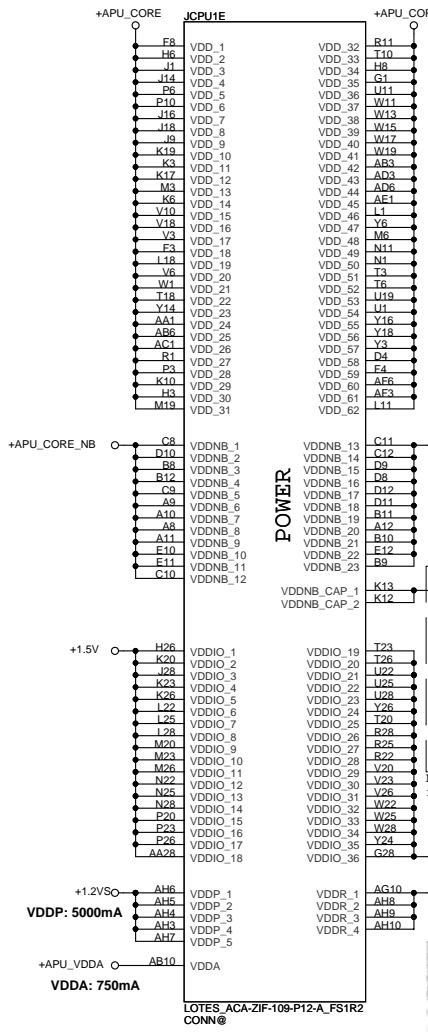 +APU_CORE JCPU1E +APU_COR
F8 VDD_1 VDD_32 R11
H6 VDD_2 VDD_33 T10
J1 VDD_3 VDD_34 H8
J14 VDD_4 VDD_35 G1
P6 VDD_5 VDD_36 U11
P10 VDD_6 VDD_37 W11
J16 VDD_7 VDD_38 W13
J18 VDD_8 VDD_39 W15
J9 VDD_9 VDD_40 W17
K19 VDD_10 VDD_41 W19
K3 VDD_11 VDD_42 AB3
K17 VDD_12 VDD_43 AD3
M3 VDD_13 VDD_44 AD6
K6 VDD_14 VDD_45 AE1
V10 VDD_15 VDD_46 L1
V18 VDD_16 VDD_47 Y6
V3 VDD_17 VDD_48 M6
F3 VDD_18 VDD_49 N11
L18 VDD_19 VDD_50 N1
V6 VDD_20 VDD_51 T3
W1 VDD_21 VDD_52 T6
T18 VDD_22 VDD_53 U19
Y14 VDD_23 VDD_54 U1
AA1 VDD_24 VDD_55 Y16
AB6 VDD_25 VDD_56 Y18
AC1 VDD_26 VDD_57 Y3
R1 VDD_27 VDD_58 D4
P3 VDD_28 VDD_59 F4
K10 VDD_29 VDD_60 AF6
H3 VDD_30 VDD_61 AF3
M19 VDD_31 VDD_62 L11
+APU_CORE_NB C8 VDDNB_1 VDDNB_13 C11
D10 VDDNB_2 VDDNB_14 C12
B8 VDDNB_3 VDDNB_15 D9
B12 VDDNB_4 VDDNB_16 D8
C9 VDDNB_5 VDDNB_17 D12
A9 VDDNB_6 VDDNB_18 D11
A10 VDDNB_7 VDDNB_19 B11
A8 VDDNB_8 VDDNB_20 A12
A11 VDDNB_9 VDDNB_21 B10
E10 VDDNB_10 VDDNB_22 E12
E11 VDDNB_11 VDDNB_23 B9
C10 VDDNB_12
POWER
VDDNB_CAP_1 K13
VDDNB_CAP_2 K12
+1.5V H26 VDDIO_1 VDDIO_19 T23
K20 VDDIO_2 VDDIO_20 T26
J28 VDDIO_3 VDDIO_21 U22
K23 VDDIO_4 VDDIO_22 U25
K26 VDDIO_5 VDDIO_23 U28
L22 VDDIO_6 VDDIO_24 Y26
L25 VDDIO_7 VDDIO_25 T20
L28 VDDIO_8 VDDIO_26 R28
M20 VDDIO_9 VDDIO_27 R25
M23 VDDIO_10 VDDIO_28 R22
M26 VDDIO_11 VDDIO_29 V20
N22 VDDIO_12 VDDIO_30 V23
N25 VDDIO_13 VDDIO_31 V26
N28 VDDIO_14 VDDIO_32 W22
P20 VDDIO_15 VDDIO_33 W25
P23 VDDIO_16 VDDIO_34 W28
P26 VDDIO_17 VDDIO_35 Y24
AA28 VDDIO_18 VDDIO_36 G28
+1.2VS AH6 VDDP_1 VDDR_1 AG10
VDDP: 5000mA AH5 VDDP_2 VDDR_2 AH8
AH4 VDDP_3 VDDR_3 AH9
AH3 VDDP_4 VDDR_4 AH10
AH7 VDDP_5
+APU_VDDA AB10 VDDA
VDDA: 750mA
LOTES_ACA-ZIF-109-P12-A_FS1R2
CONN@